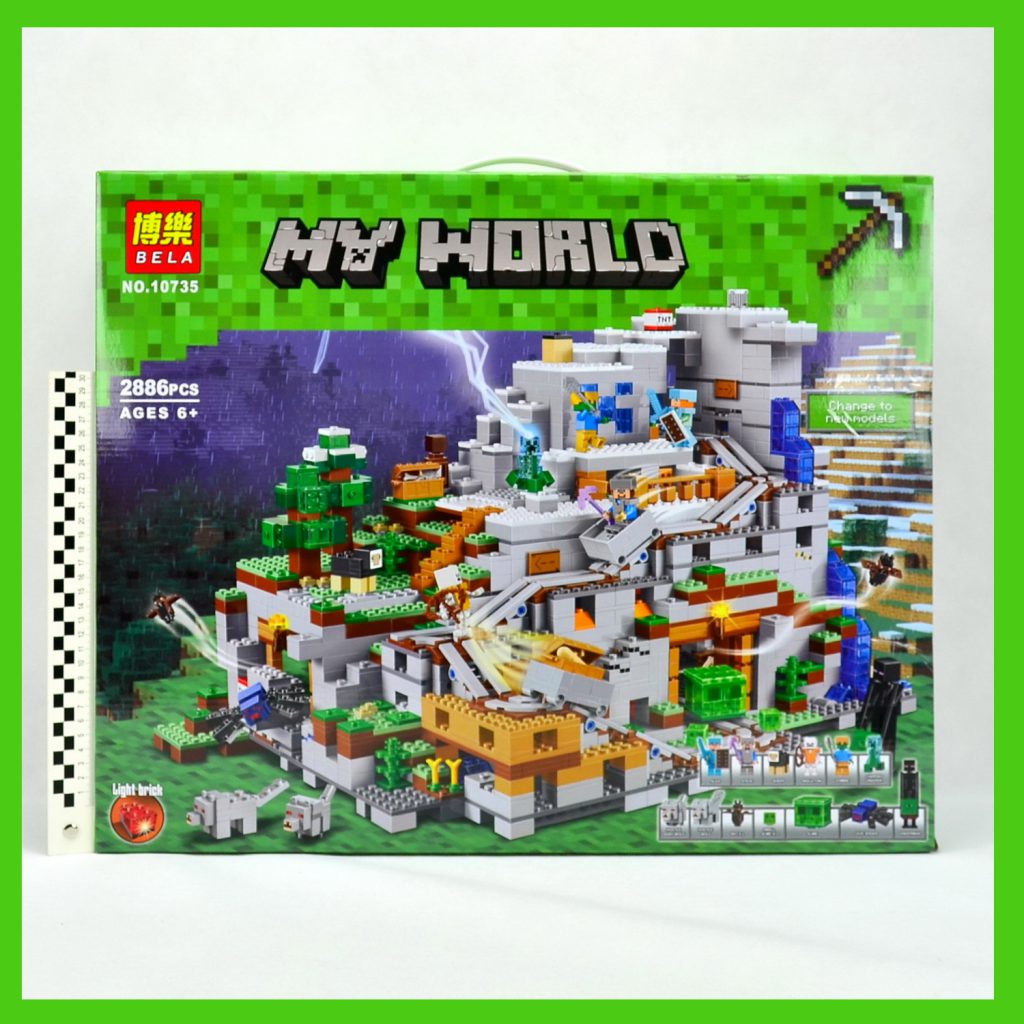 博樂
BELA
NO.10735
MY WORLD
TNT
2886PCS
AGES 6+
Change to
new models
Light brick